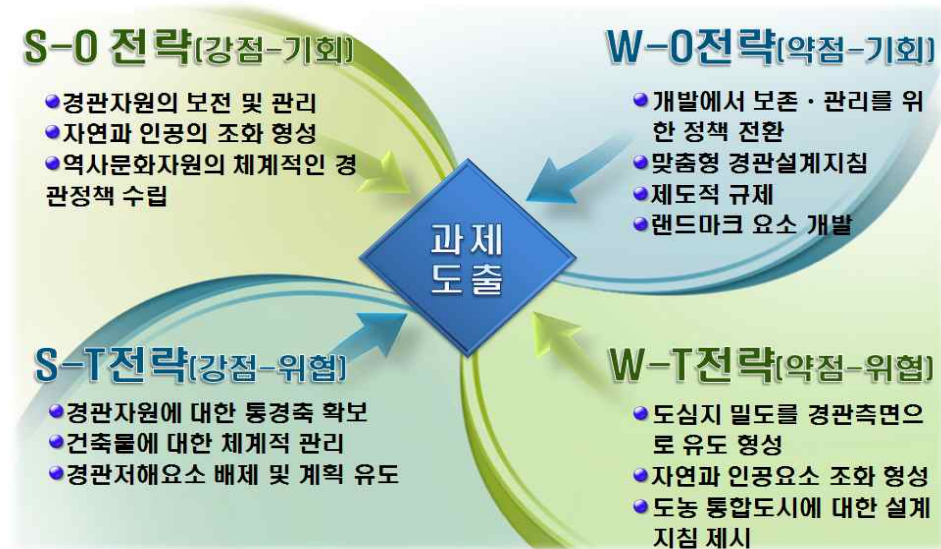 S-O 전략(강점-기회)
●경관자원의 보전 및 관리
●자연과 인공의 조화 형성
●역사문화자원의 체계적인 경
관정책 수립
W-O전략(약점-기회)
●개발에서 보존·관리를 위
한 정책 전환
●맞춤형 경관설계지침
●제도적 규제
●랜드마크 요소 개발
과제
도출
S-T전략(강점-위협)
●경관자원에 대한 통경축 확보
●건축물에 대한 체계적 관리
●경관저해요소 배제 및 계획 유도
W-T전략(약점-위협)
●도심지 밀도를 경관측면으
로 유도 형성
●자연과 인공요소 조화 형성
●도농 통합도시에 대한 설계
지침 제시